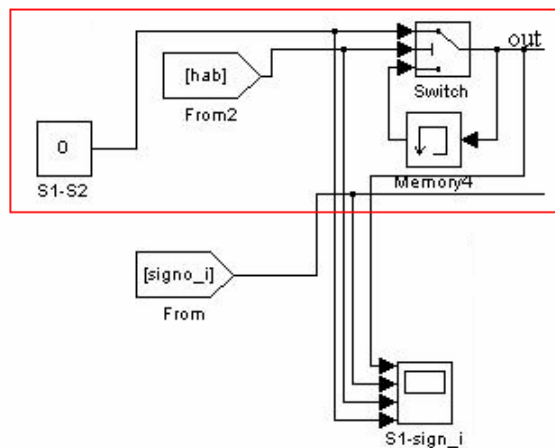 out
[hab]
Switch
From2
0
S1-S2
Memory4
[signo_i]
From
S1-sign_i